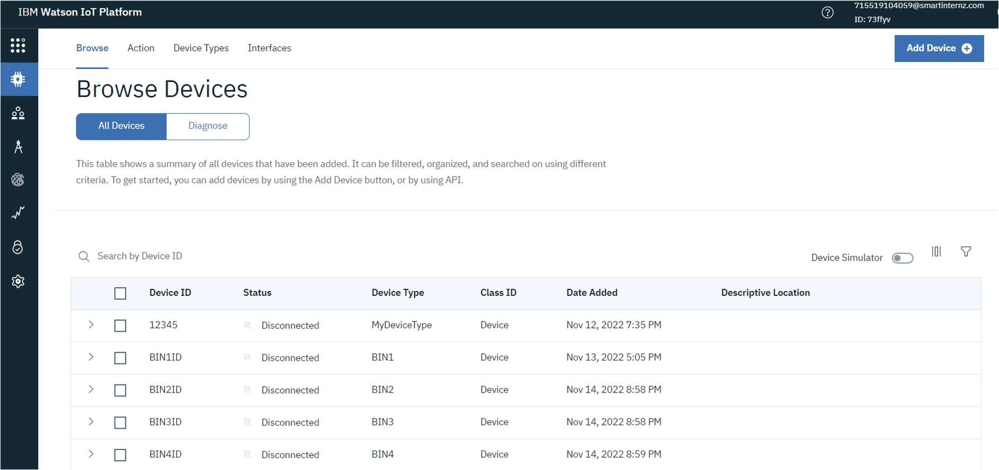 IBM Watson IoT Platform
715519104059@smartinternz.com
ID: 73ffyv
Browse Action Device Types Interfaces
Add Device
Browse Devices
All Devices Diagnose
This table shows a summary of all devices that have been added. It can be filtered, organized, and searched on using different
criteria. To get started, you can add devices by using the Add Device button, or by using API.
Search by Device ID
Device Simulator
Device ID Status Device Type Class ID Date Added Descriptive Location
12345 Disconnected MyDeviceType Device Nov 12, 2022 7:35 PM
BIN1ID Disconnected BIN1 Device Nov 13, 2022 5:05 PM
BIN2ID Disconnected BIN2 Device Nov 14, 2022 8:58 PM
BIN3ID Disconnected BIN3 Device Nov 14, 2022 8:58 PM
BIN4ID Disconnected BIN4 Device Nov 14, 2022 8:59 PM